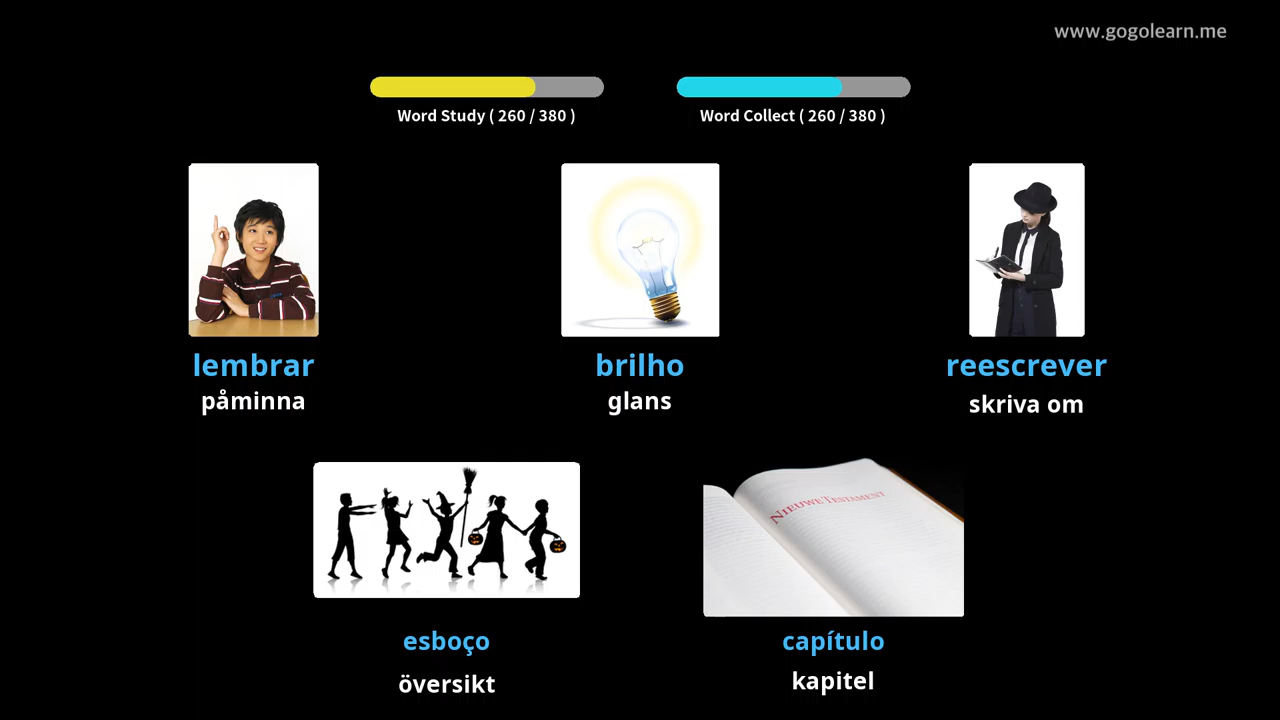 www.gogolearn.me
Word Study ( 260 / 380 )
Word Collect ( 260 / 380 )
lembrar
påminna
brilho
glans
reescrever
skriva om
NIEUWE TESTAMENT
esboço
översikt
capítulo
kapitel